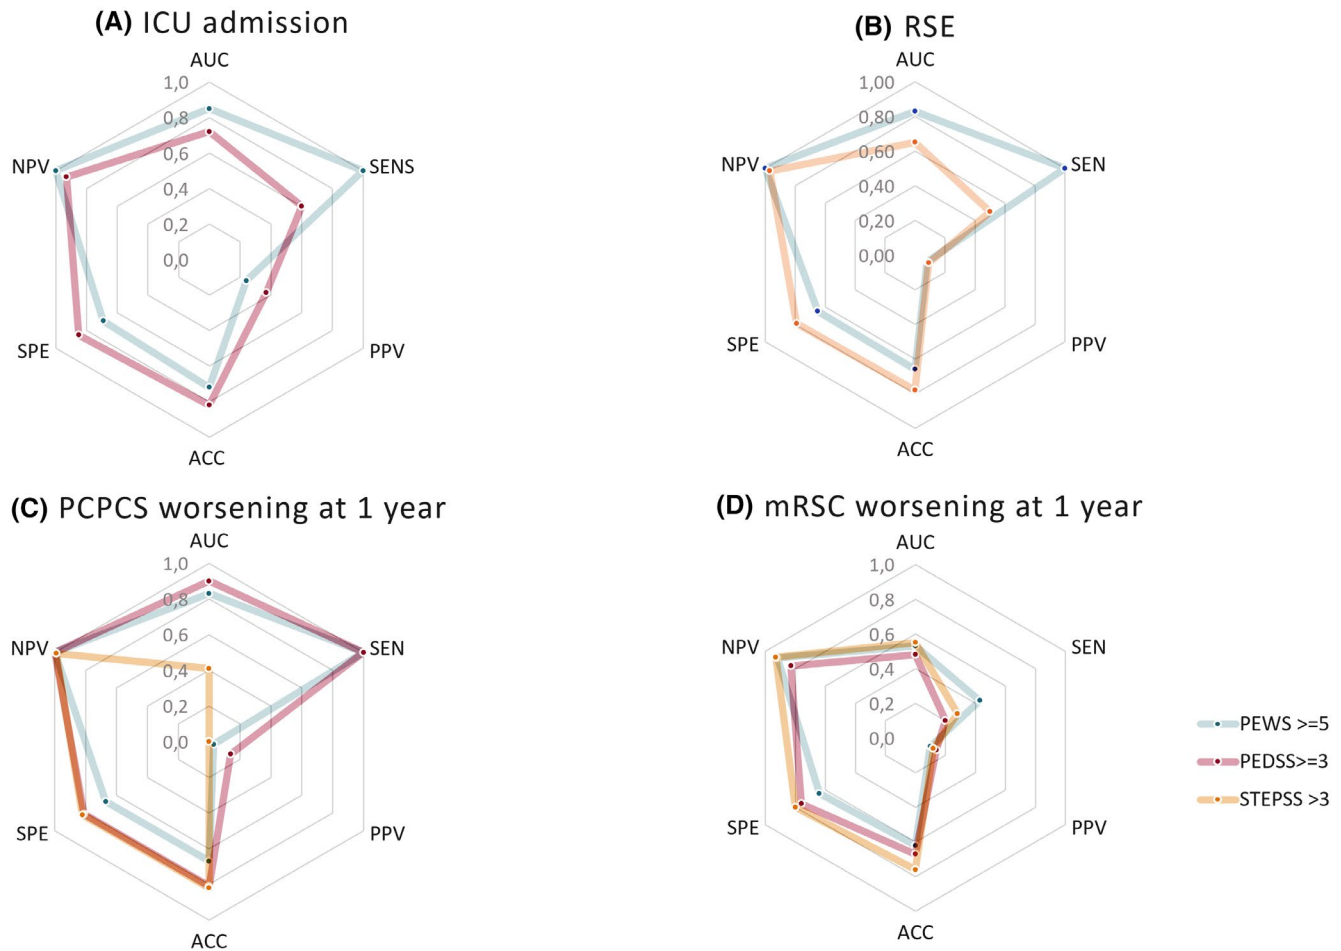 (A) ICU admission
AUC
1,0
0,8
0,6
0,4
0,2
0,0
NPV
SENS
SPE
PPV
ACC
(B) RSE
AUC
1,00
0,80
0,60
0,40
0,20
0,00
NPV
SEN
SPE
PPV
ACC
(C) PCPCS worsening at 1 year
AUC
1,0
0,8
0,6
0,4
0,2
0,0
NPV
SEN
SPE
PPV
ACC
(D) mRSC worsening at 1 year
AUC
1,0
0,8
0,6
0,4
0,2
0,0
NPV
SEN
SPE
PPV
ACC
PEWS >=5
PEDSS>=3
STEPSS >3